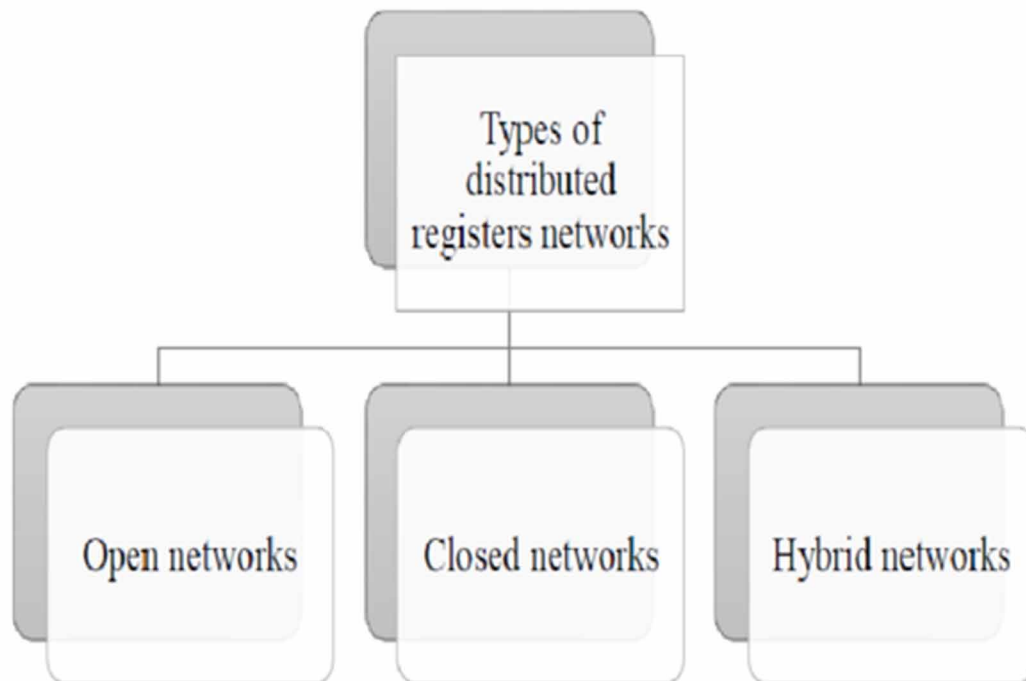 Types of
distributed
registers networks
Open networks
Closed networks
Hybrid networks